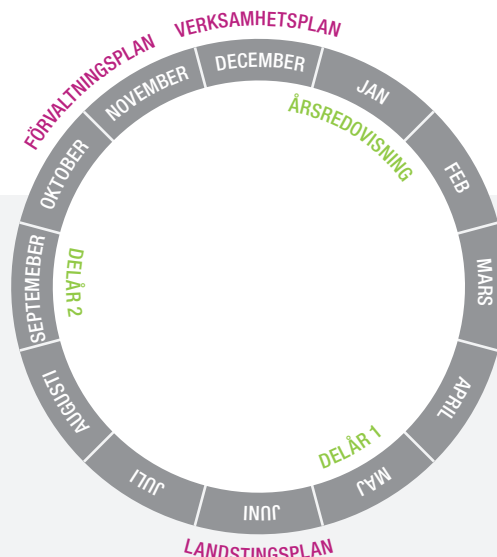 VERKSAMHETSPLAN
FÖRVALTNINGSPLAN
DECEMBER
JAN
FEB
MARS
APRIL
MAJ
JUNI
JULI
AUGUSTI
SEPTEMEBER
OKTOBER
NOVEMBER
ÅRSREDOVISNING
DELÅR 2
DELÅR 1
LANDSTINGSPLAN